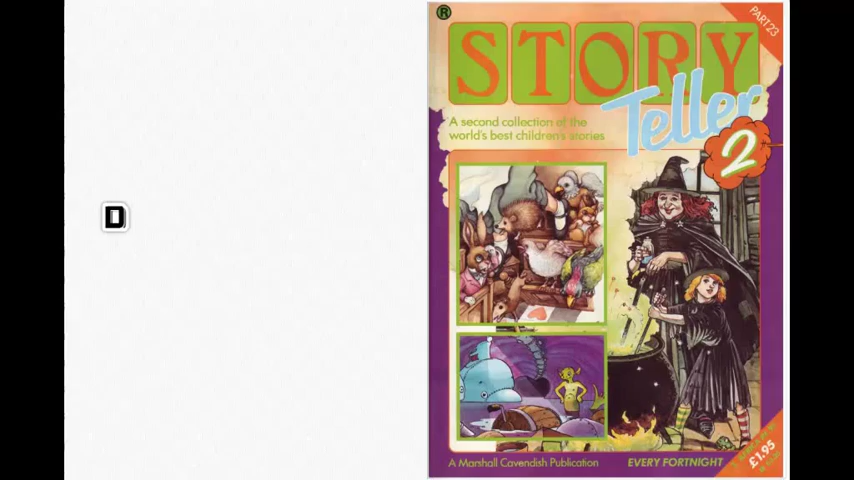 D
®
PART 23
STORY
Teller
2
A second collection of the
world's best children's stories
£1.95
A Marshall Cavendish Publication
EVERY FORTNIGHT